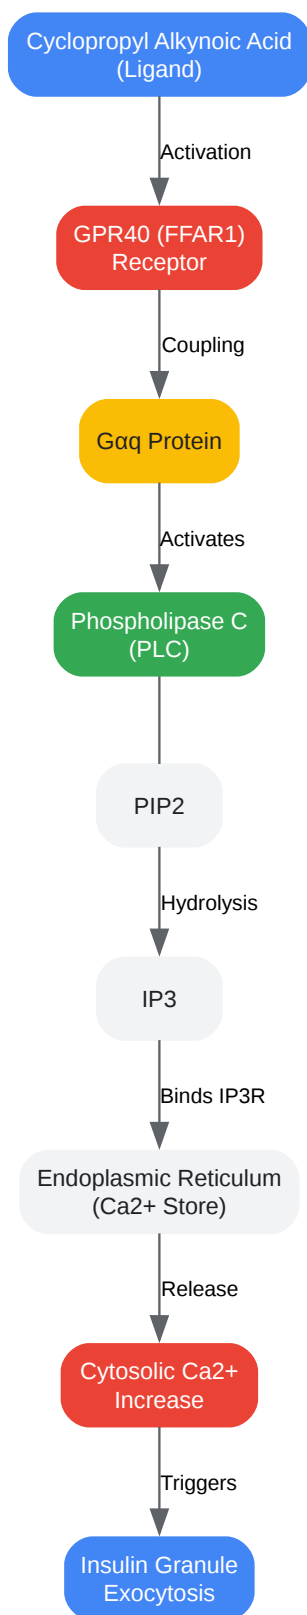 Cyclopropyl Alkynoic Acid
(Ligand)
Activation
GPR40 (FFAR1)
Receptor
Coupling
Gαq Protein
Activates
Phospholipase C
(PLC)
PIP2
Hydrolysis
IP3
Binds IP3R
Endoplasmic Reticulum
(Ca2+ Store)
Release
Cytosolic Ca2+
Increase
Triggers
Insulin Granule
Exocytosis